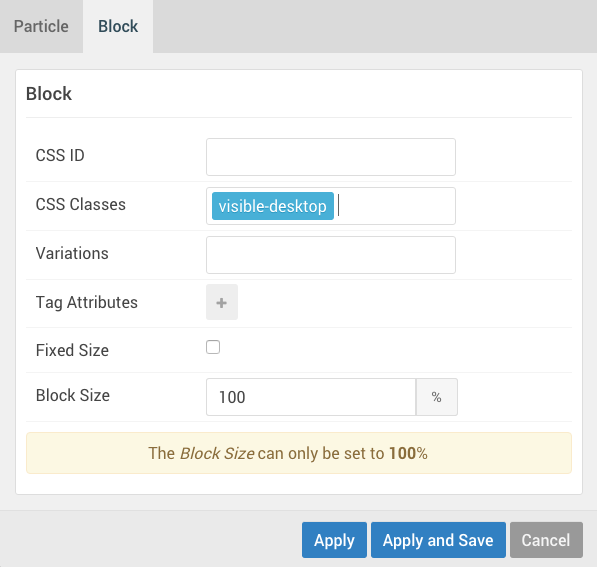 Particle Block
Block
CSS ID
CSS Classes visible-desktop
Variations
Tag Attributes +
Fixed Size
Block Size 100 %
The Block Size can only be set to 100%
Apply Apply and Save Cancel